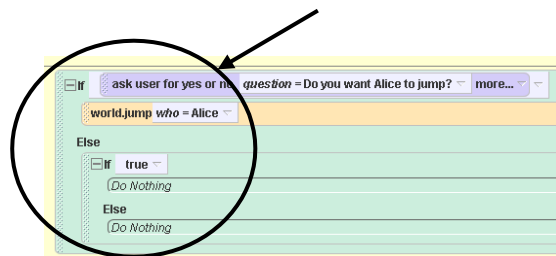 If ask user for yes or no question = Do you want Alice to jump? more...
world.jump who = Alice
Else
If true
Do Nothing
Else
Do Nothing